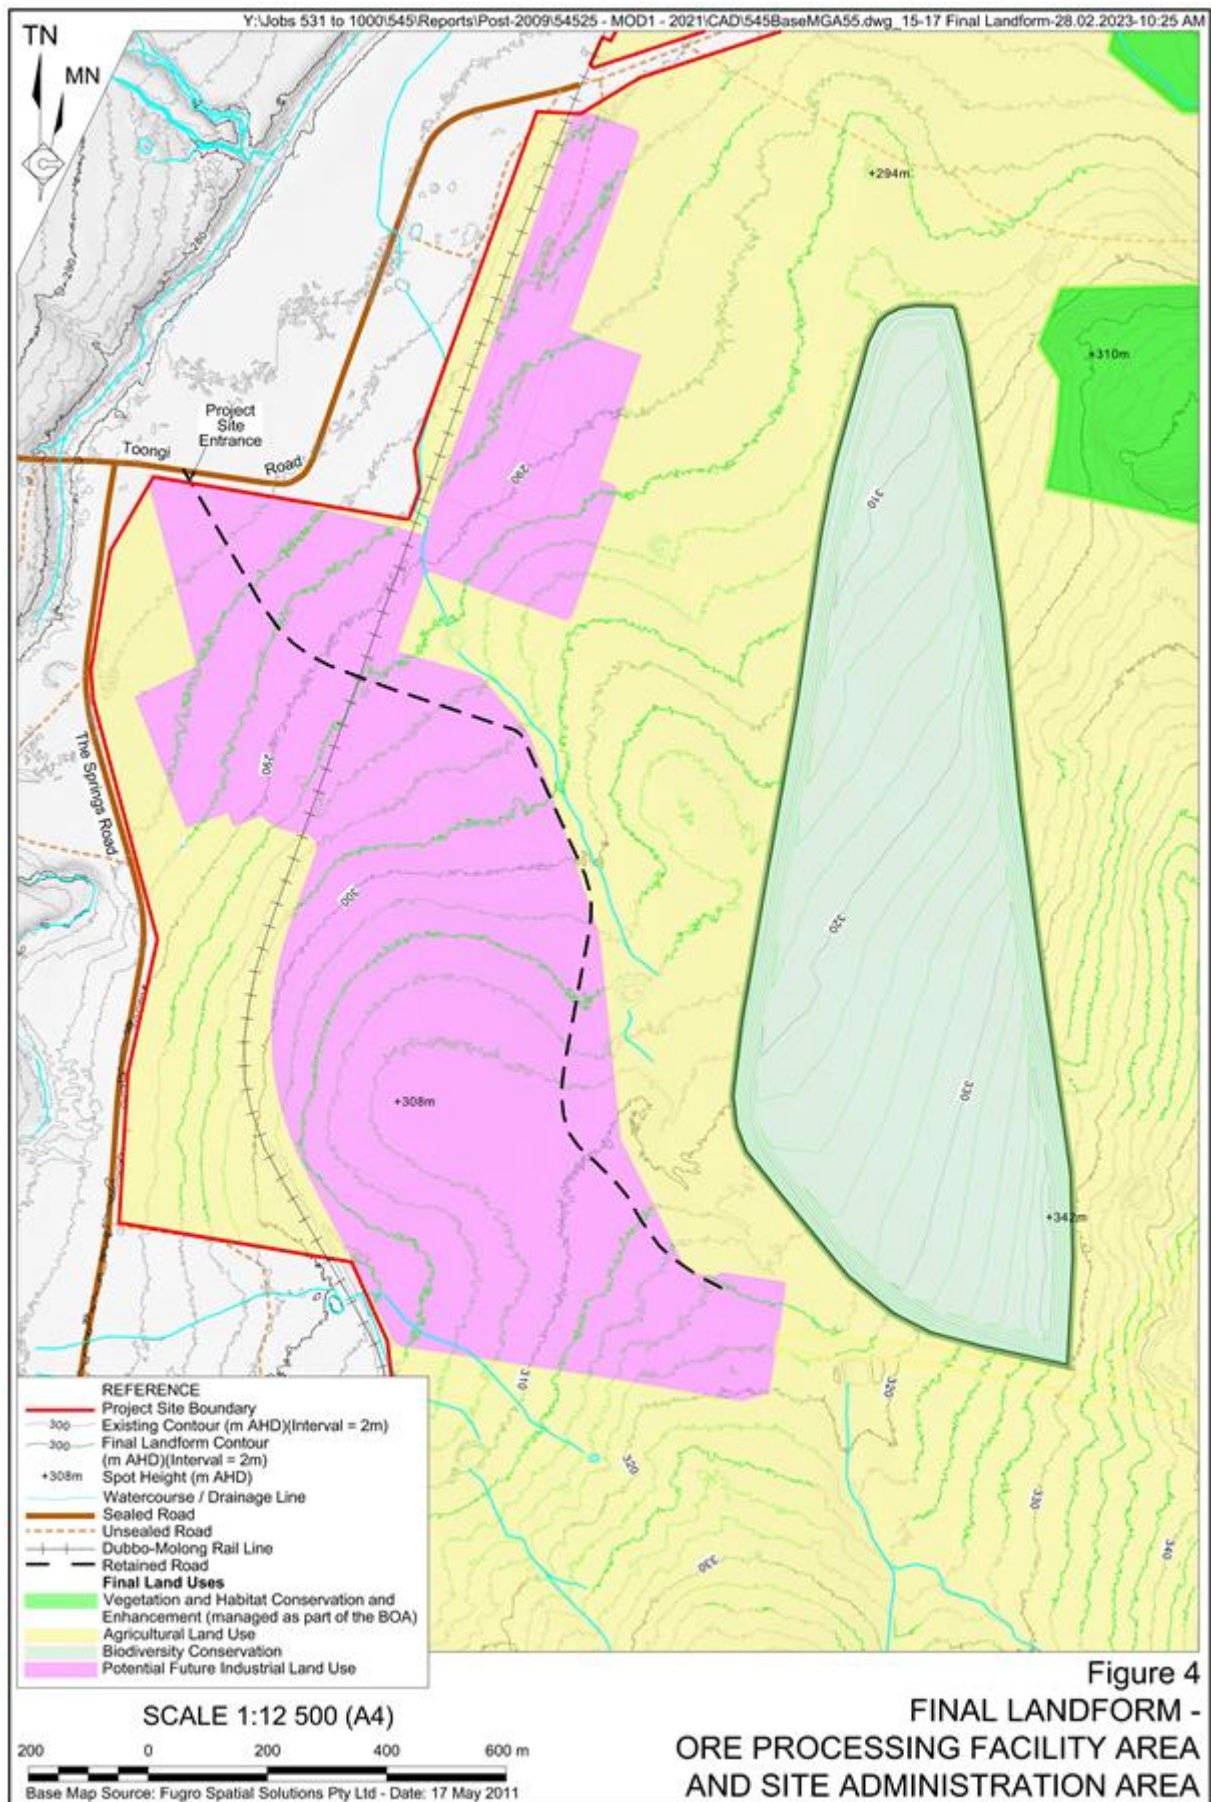 Y:\Jobs 531 to 1000\545\Reports\Post-2009\54525 - MOD1 - 2021\CAD\545BaseMGA55.dwg_15-17 Final Landform-28.02.2023-10:25 AM
TN
MN
+294m
280
290
+310m
Project
Site
Entrance
Toongi
Road
290
310
The Springs Road
290
300
320
330
+308m
+342m
310
320
320
330
330
340
REFERENCE
Project Site Boundary
300 Existing Contour (m AHD)(Interval = 2m)
300 Final Landform Contour
(m AHD)(Interval = 2m)
+308m Spot Height (m AHD)
Watercourse / Drainage Line
Sealed Road
Unsealed Road
Dubbo-Molong Rail Line
Retained Road
Final Land Uses
Vegetation and Habitat Conservation and
Enhancement (managed as part of the BOA)
Agricultural Land Use
Biodiversity Conservation
Potential Future Industrial Land Use
SCALE 1:12 500 (A4)
200 0 200 400 600 m
Base Map Source: Fugro Spatial Solutions Pty Ltd - Date: 17 May 2011
Figure 4
FINAL LANDFORM -
ORE PROCESSING FACILITY AREA
AND SITE ADMINISTRATION AREA